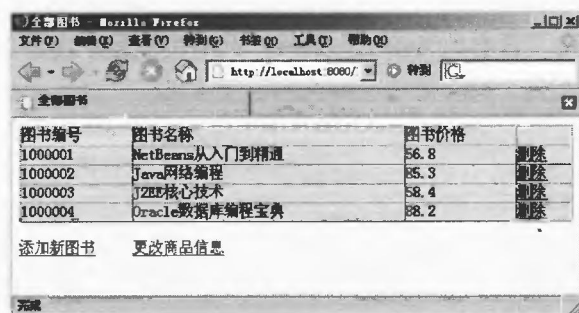 全部图书 - Mozilla Firefox
文件(F) 编辑(E) 查看(V) 转到(G) 书签(B) 工具(T) 帮助(H)
http://localhost:8080/ 转到
全部图书
图书编号 图书名称 图书价格
1000001 NetBeans从入门到精通 56.8 删除
1000002 Java网络编程 85.3 删除
1000003 J2EE核心技术 58.4 删除
1000004 Oracle数据库编程宝典 88.2 删除
添加新图书 更改商品信息
完成